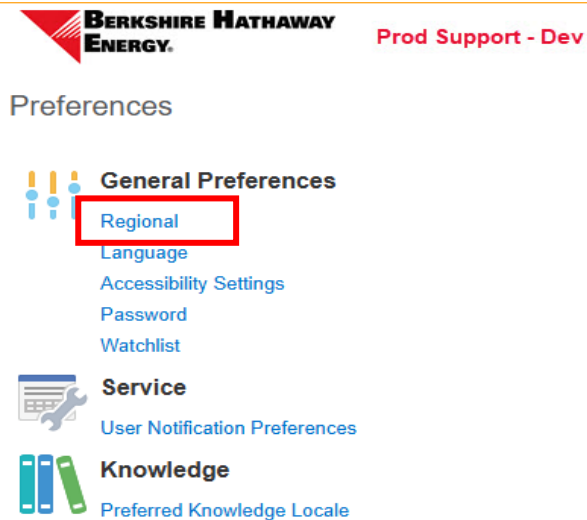 BERKSHIRE HATHAWAY
ENERGY.
Prod Support - Dev
Preferences
General Preferences
Regional
Language
Accessibility Settings
Password
Watchlist
Service
User Notification Preferences
Knowledge
Preferred Knowledge Locale